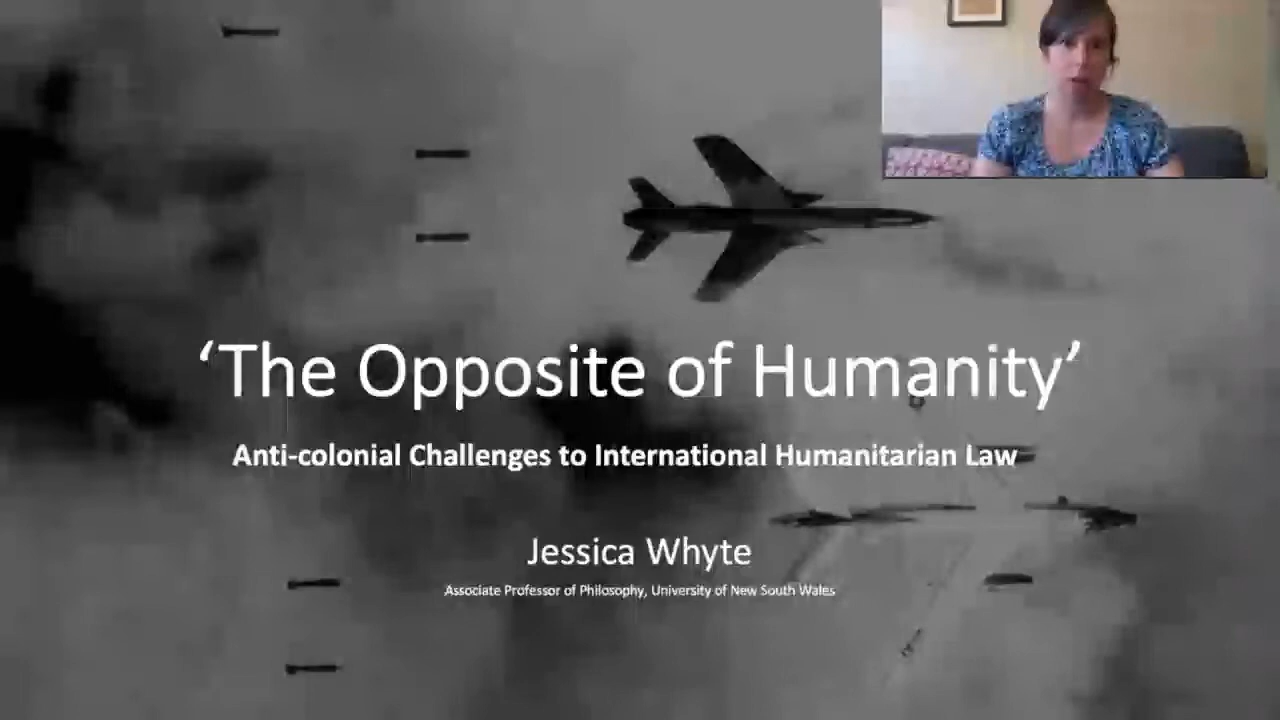 ‘The Opposite of Humanity’
Anti-colonial Challenges to International Humanitarian Law
Jessica Whyte
Associate Professor of Philosophy, University of New South Wales